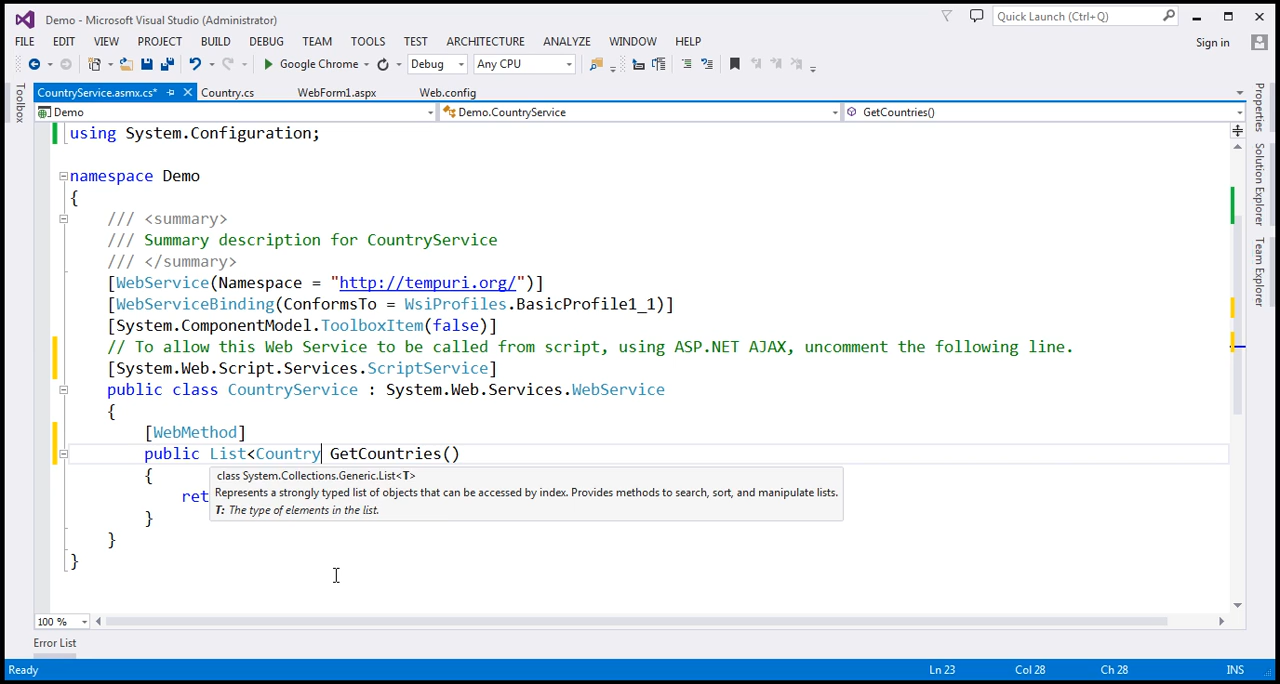 Demo - Microsoft Visual Studio (Administrator)
Quick Launch (Ctrl+Q)
FILE EDIT VIEW PROJECT BUILD DEBUG TEAM TOOLS TEST ARCHITECTURE ANALYZE WINDOW HELP
Sign in
Google Chrome Debug Any CPU
Toolbox
CountryService.asmx.cs* Country.cs WebForm1.aspx Web.config
Demo Demo.CountryService GetCountries()
Properties
Solution Explorer
Team Explorer
using System.Configuration;
namespace Demo
{
/// <summary>
/// Summary description for CountryService
/// </summary>
[WebService(Namespace = "http://tempuri.org/")]
[WebServiceBinding(ConformsTo = WsiProfiles.BasicProfile1_1)]
[System.ComponentModel.ToolboxItem(false)]
// To allow this Web Service to be called from script, using ASP.NET AJAX, uncomment the following line.
[System.Web.Script.Services.ScriptService]
public class CountryService : System.Web.Services.WebService
{
[WebMethod]
public List<Country GetCountries()
{
class System.Collections.Generic.List<T>
Represents a strongly typed list of objects that can be accessed by index. Provides methods to search, sort, and manipulate lists.
ret
T: The type of elements in the list.
}
}
}
100 %
Error List
Ready Ln 23 Col 28 Ch 28 INS